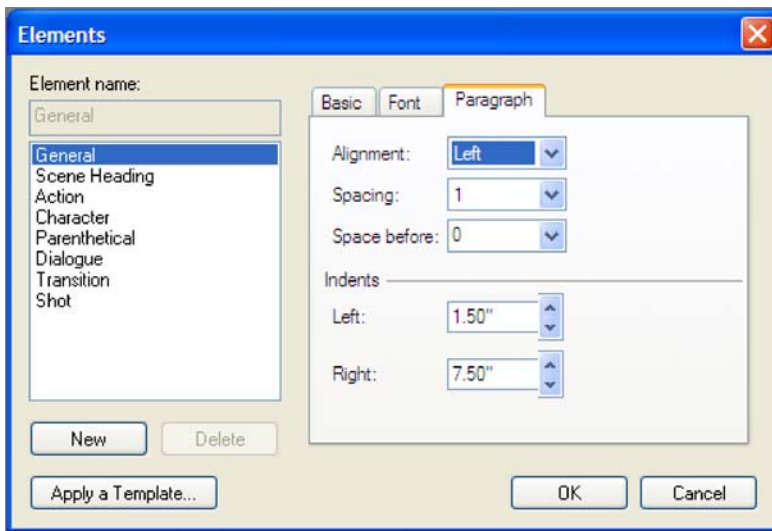 Elements
Element name:
General
General
Scene Heading
Action
Character
Parenthetical
Dialogue
Transition
Shot
New
Delete
Apply a Template...
Basic
Font
Paragraph
Alignment:
Left
Spacing:
1
Space before:
0
Indents
Left:
1.50"
Right:
7.50"
OK
Cancel